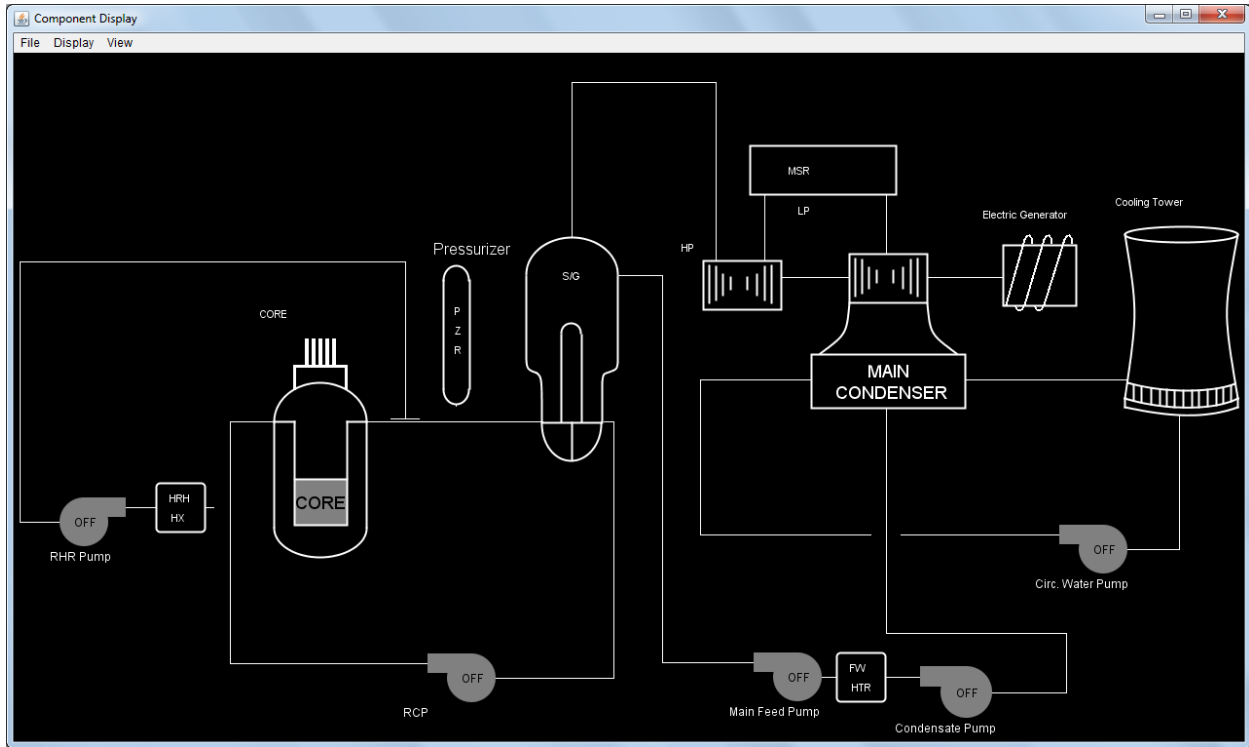 Component Display
File Display View
MSR
LP
Cooling Tower
Electric Generator
HP
Pressurizer
S/G
CORE
P
Z
R
MAIN
CONDENSER
CORE
HRH
HX
OFF
RHR Pump
OFF
Circ. Water Pump
OFF
RCP
OFF
Main Feed Pump
FW
HTR
OFF
Condensate Pump